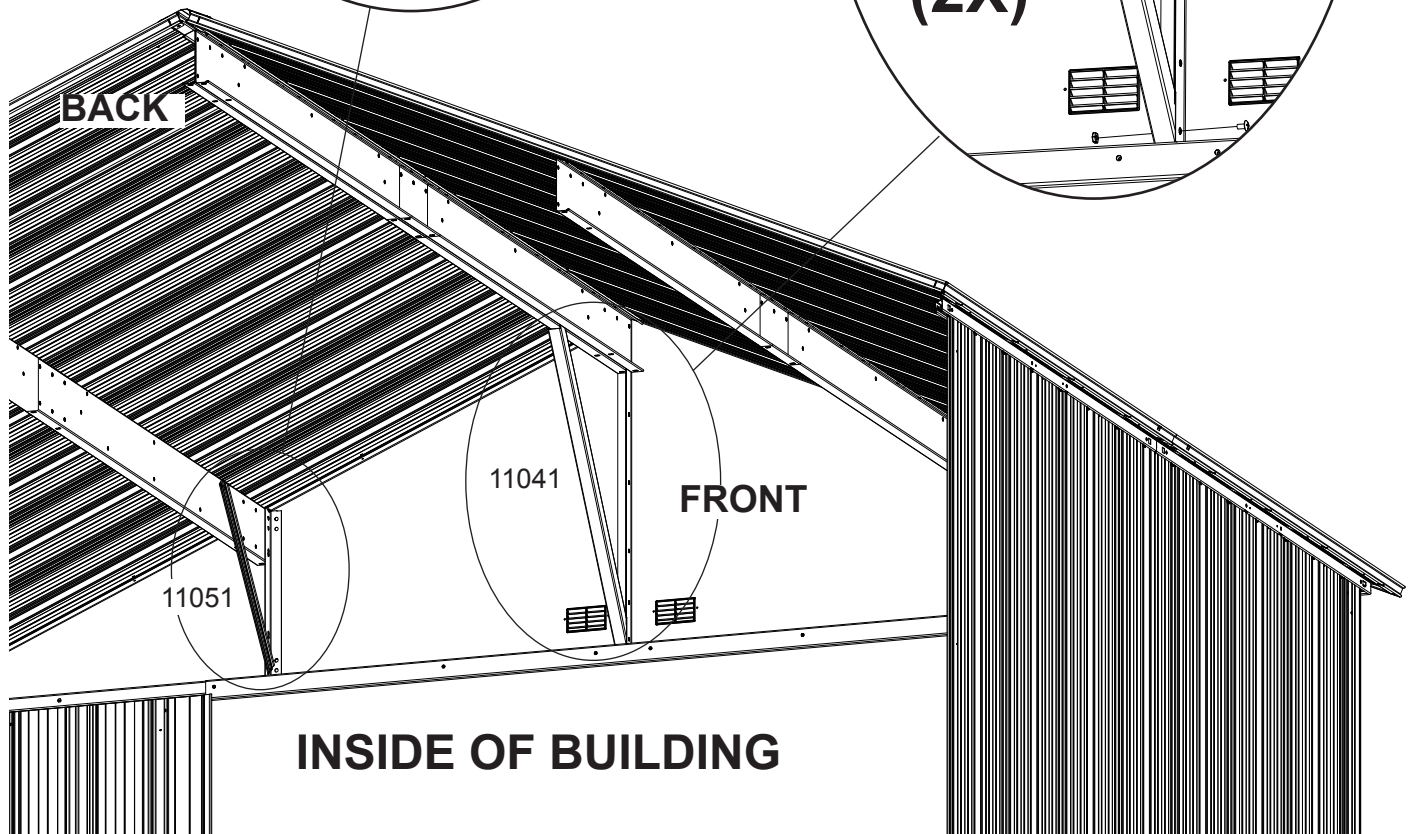 (2X)
BACK
11041
FRONT
11051
INSIDE OF BUILDING